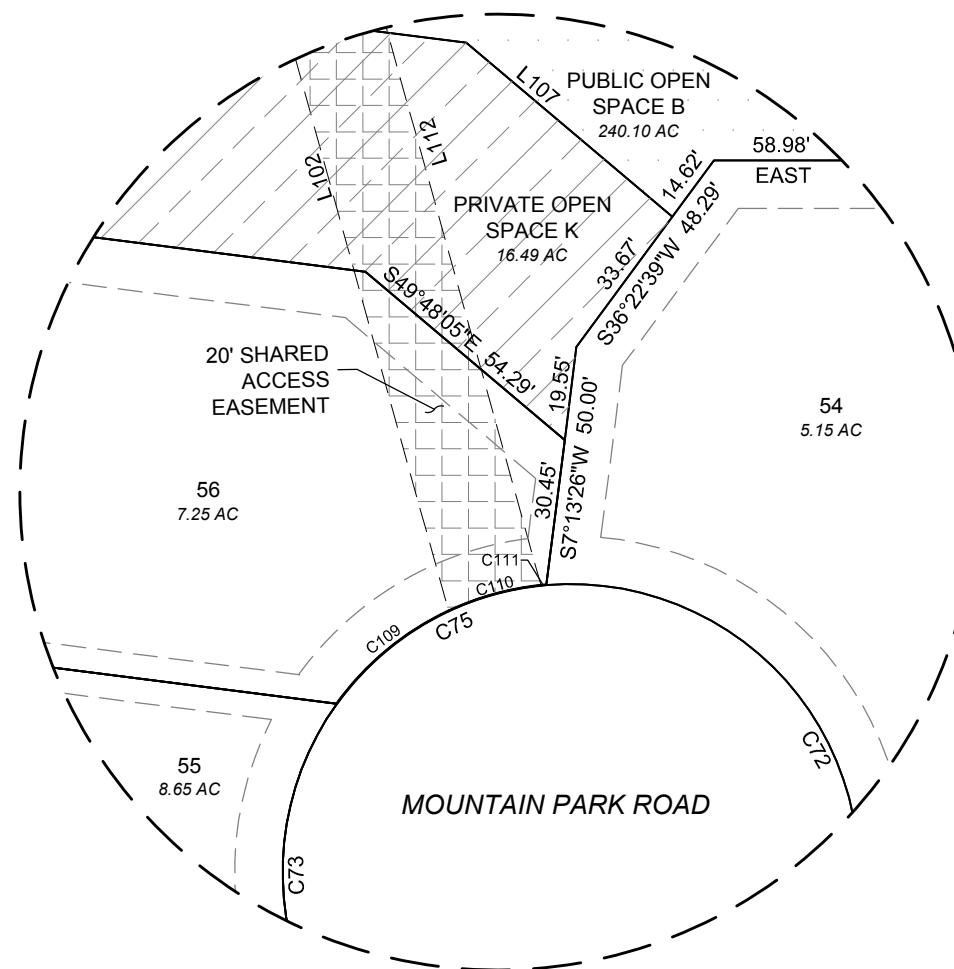 PUBLIC OPEN
SPACE B
240.10 AC
L107
58.98'
EAST
14.62'
S36°22'39"W 48.29'
33.67'
L112
L102
PRIVATE OPEN
SPACE K
16.49 AC
S49°48'05"E 54.29'
20' SHARED
ACCESS
EASEMENT
19.55'
S7°13'26"W 50.00'
30.45'
54
5.15 AC
56
7.25 AC
C111
C110
C75
C109
55
8.65 AC
C72
MOUNTAIN PARK ROAD
C73